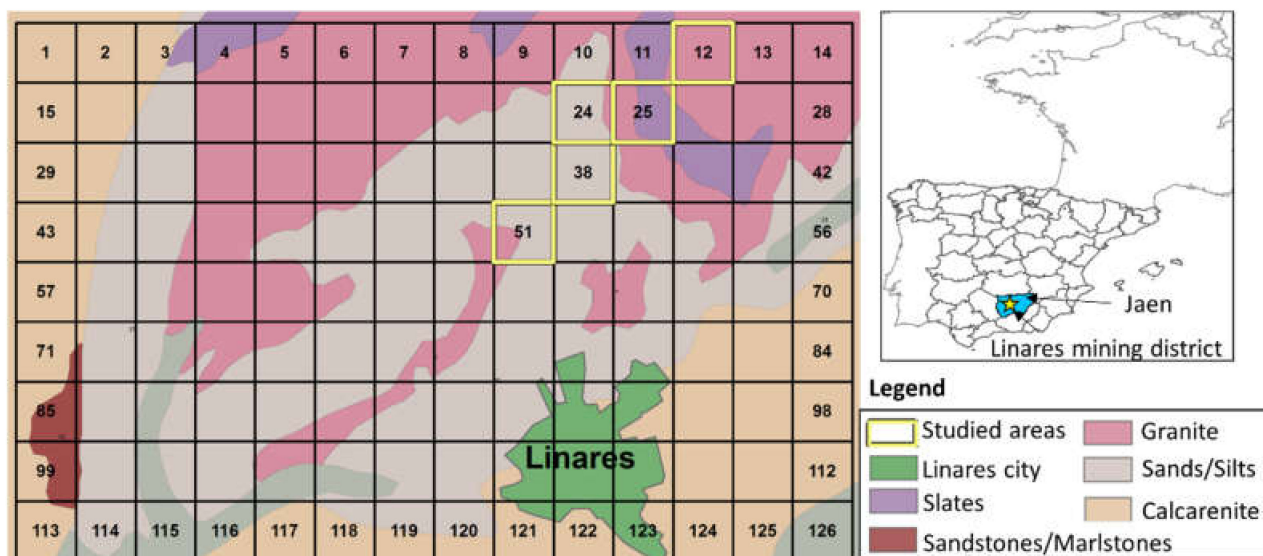 1 2 3 4 5 6 7 8 9 10 11 12 13 14
15 24 25 28
29 38 42
43 51 56
57 70
71 84
85 98
99 Linares 112
113 114 115 116 117 118 119 120 121 122 123 124 125 126
Jaen
Linares mining district
Legend
Studied areas
Granite
Linares city
Sands/Silts
Slates
Calcarenite
Sandstones/Marlstones